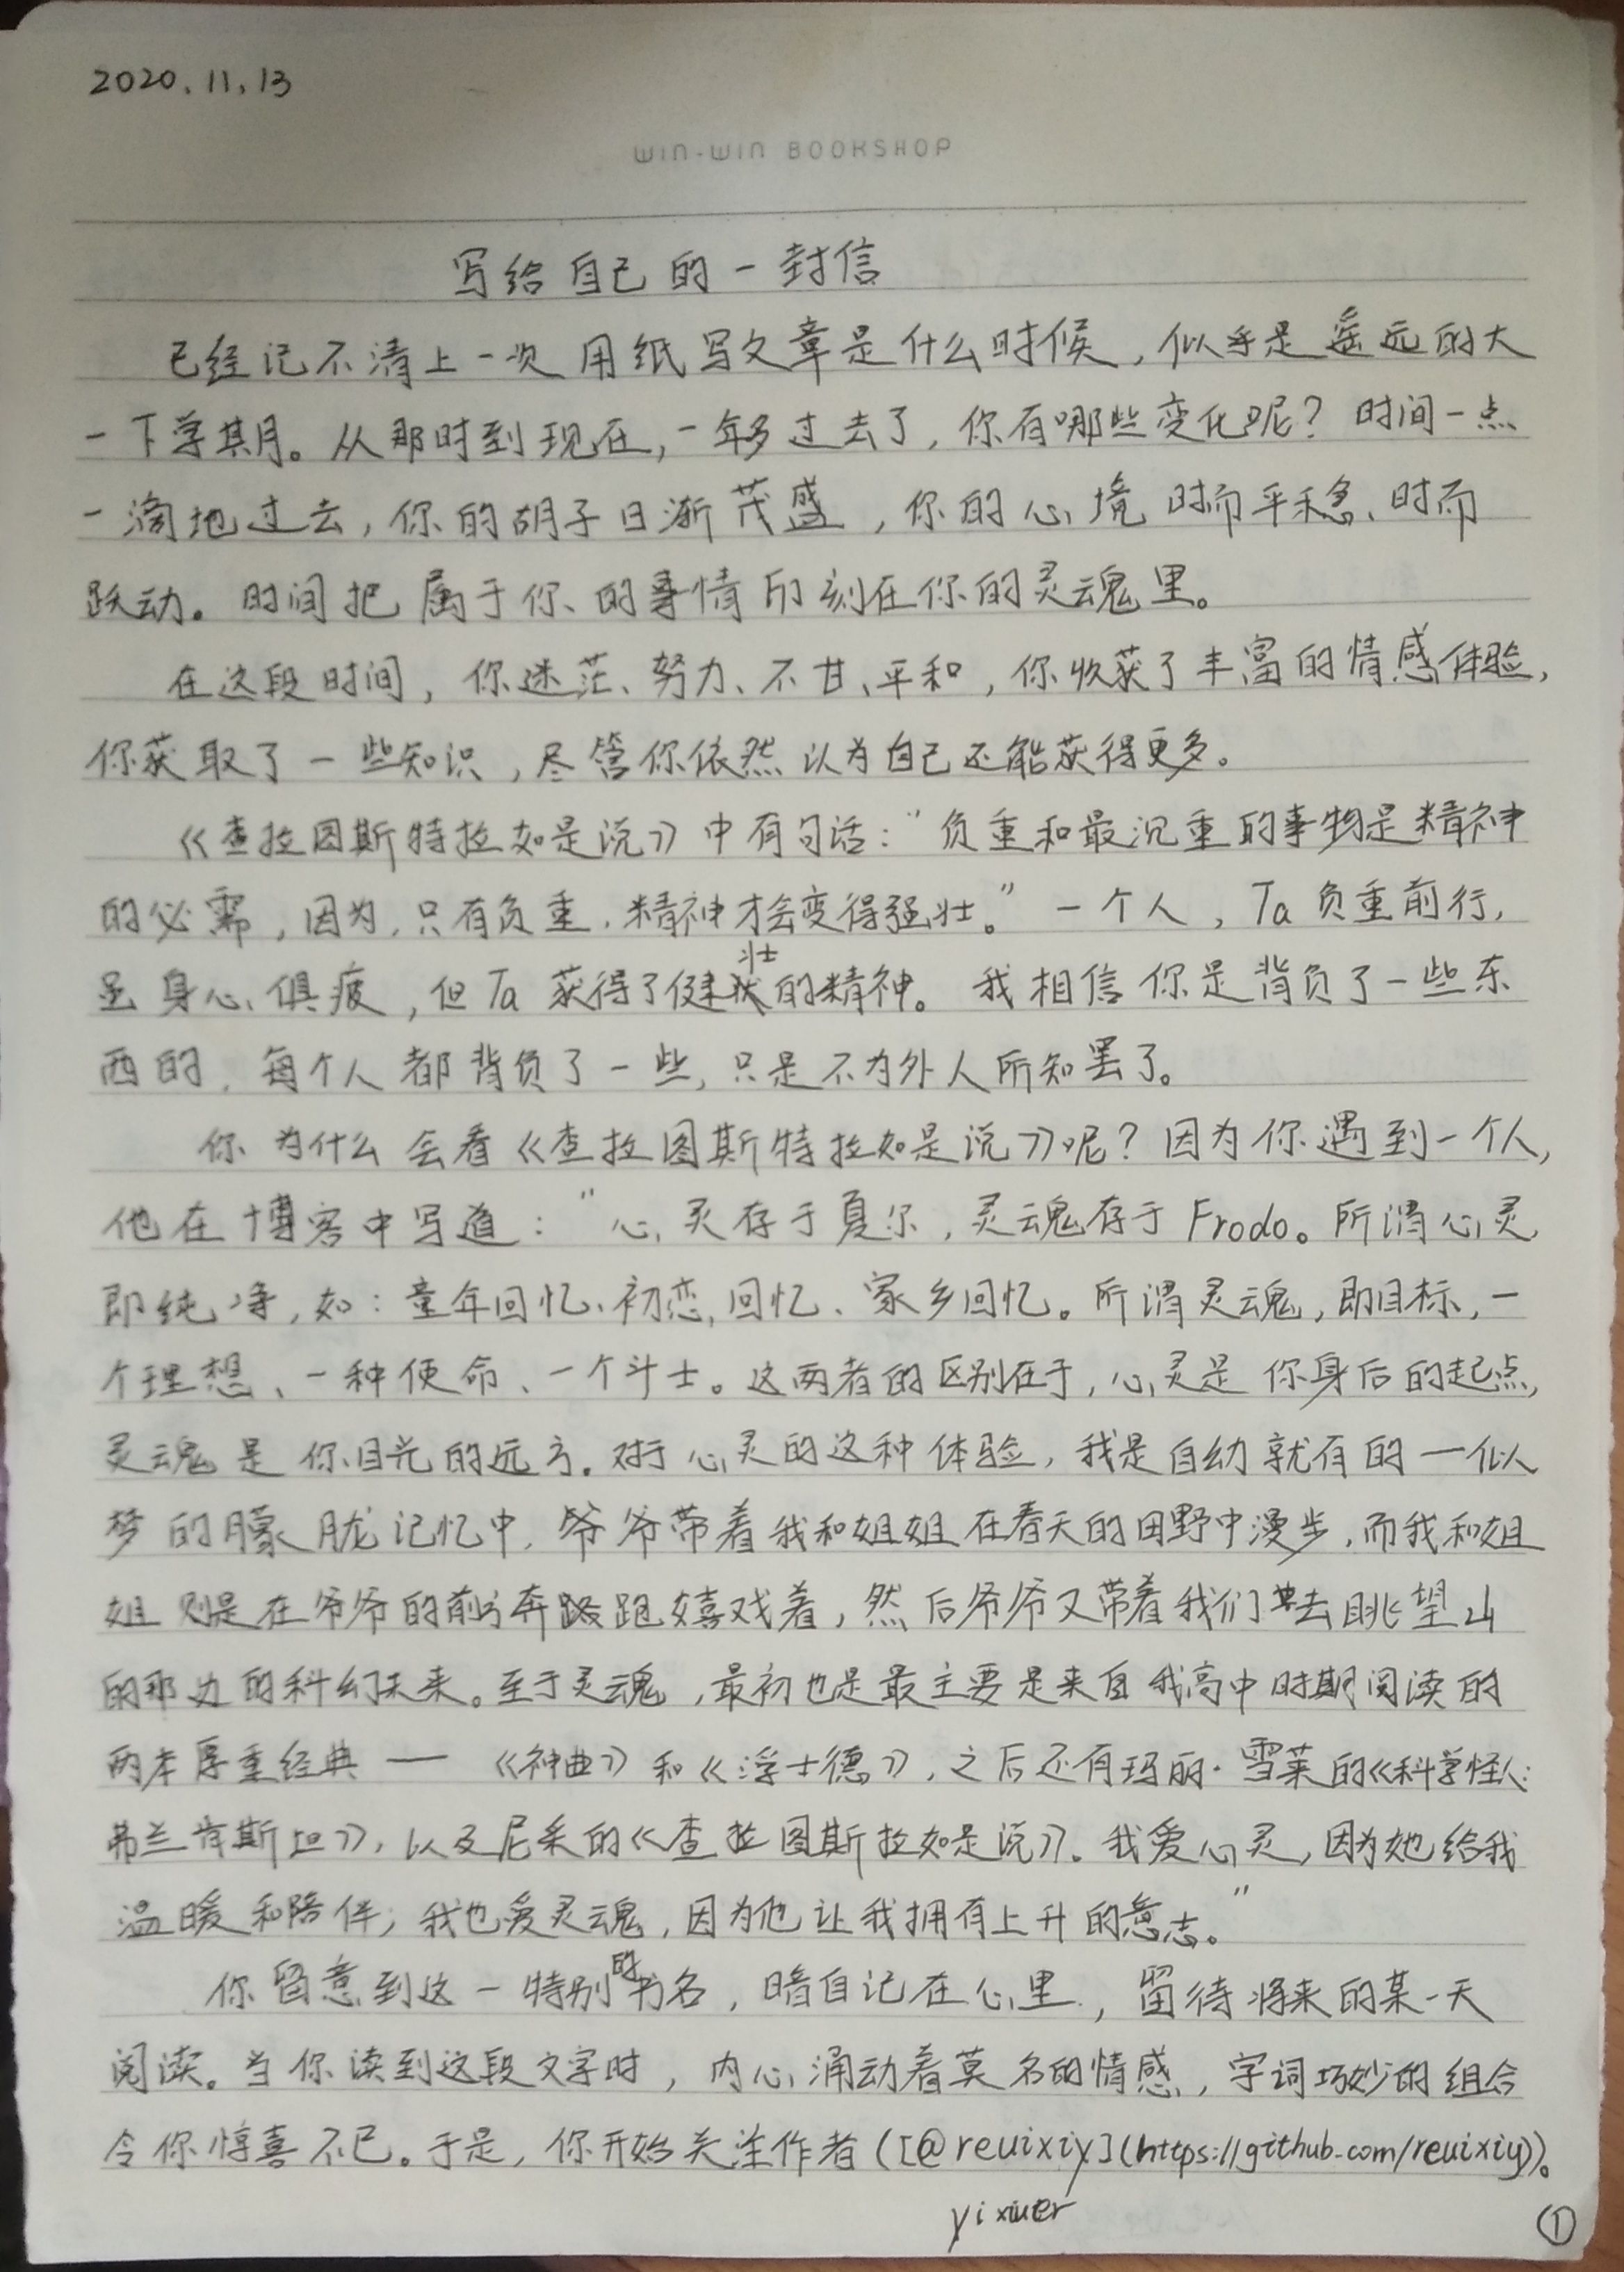 2020.11.13
WIN-WIN BOOKSHOP
写给自己的一封信
已经记不清上一次用纸写文章是什么时候，似乎是遥远的大
一下学期。从那时到现在，一年多过去了，你有哪些变化呢？时间一点
一滴地过去，你的胡子日渐茂盛，你的心境时而平稳、时而
跃动。时间把属于你的事情印刻在你的灵魂里。
在这段时间，你迷茫、努力、不甘、平和，你收获了丰富的情感体验，
你获取了一些知识，尽管你依然认为自己还能获得更多。
《查拉图斯特拉如是说》中有句话：“负重和最沉重的事物是精神
的必需，因为，只有负重，精神才会变得强壮。”一个人，Ta负重前行，
虽身心俱疲，但Ta获得了健壮的精神。我相信你是背负了一些东
西的，每个人都背负了一些，只是不为外人所知罢了。
你为什么会看《查拉图斯特拉如是说》呢？因为你遇到一个人，
他在博客中写道：“心灵存于夏尔，灵魂存于Frodo。所谓心灵，
即纯净，如：童年回忆、初恋回忆、家乡回忆。所谓灵魂，即目标，一
个理想、一种使命、一个斗士。这两者的区别在于，心灵是你身后的起点，
灵魂是你目光的远方。对于心灵的这种体验，我是自幼就有的—似
梦的朦胧记忆中，爷爷带着我和姐姐在春天的田野中漫步，而我和姐
姐则是在爷爷的前方奔跑嬉戏着，然后爷爷又带着我们去眺望山
的那边的科幻未来。至于灵魂，最初也是最主要是来自我高中时期阅读的
两本厚重经典——《神曲》和《浮士德》，之后还有玛丽·雪莱的《科学怪人：
弗兰肯斯坦》，以及尼采的《查拉图斯拉如是说》。我爱心灵，因为她给我
温暖和陪伴；我也爱灵魂，因为他让我拥有上升的意志。”
你留意到这一特别的书名，暗自记在心里，留待将来的某一天
阅读。当你读到这段文字时，内心涌动着莫名的情感，字词巧妙的组合
令你惊喜不已。于是，你开始关注作者（[@reuixiy](https://github.com/reuixiy)）。
①